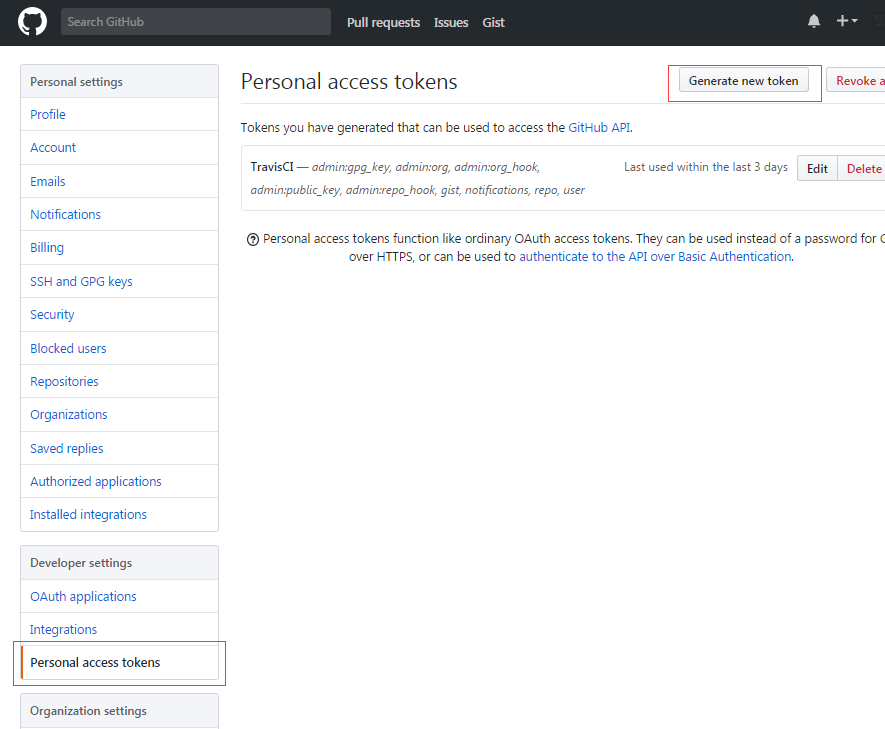 Search GitHub
Pull requests
Issues
Gist
Personal settings
Profile
Account
Emails
Notifications
Billing
SSH and GPG keys
Security
Blocked users
Repositories
Organizations
Saved replies
Authorized applications
Installed integrations
Developer settings
OAuth applications
Integrations
Personal access tokens
Organization settings
Personal access tokens
Generate new token
Revoke a
Tokens you have generated that can be used to access the GitHub API.
TravisCI — admin:gpg_key, admin:org, admin:org_hook,
admin:public_key, admin:repo_hook, gist, notifications, repo, user
Last used within the last 3 days
Edit
Delete
Personal access tokens function like ordinary OAuth access tokens. They can be used instead of a password for
over HTTPS, or can be used to authenticate to the API over Basic Authentication.